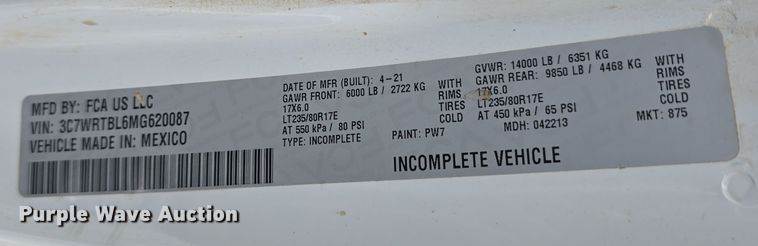 MFD BY: FCA US LLC
VIN: 3C7WRTBL6MG620087
VEHICLE MADE IN: MEXICO
DATE OF MFR (BUILT): 4-21
GAWR FRONT: 6000 LB / 2722 KG WITH
17X6.0 RIMS
LT235/80R17E TIRES
AT 550 kPa / 80 PSI COLD
TYPE: INCOMPLETE
GVWR: 14000 LB / 6351 KG
GAWR REAR: 9850 LB / 4468 KG WITH
17X6.0 RIMS
LT235/80R17E TIRES
AT 450 kPa / 65 PSI COLD
PAINT: PW7 MDH: 042213 MKT: 875
INCOMPLETE VEHICLE
Purple Wave Auction